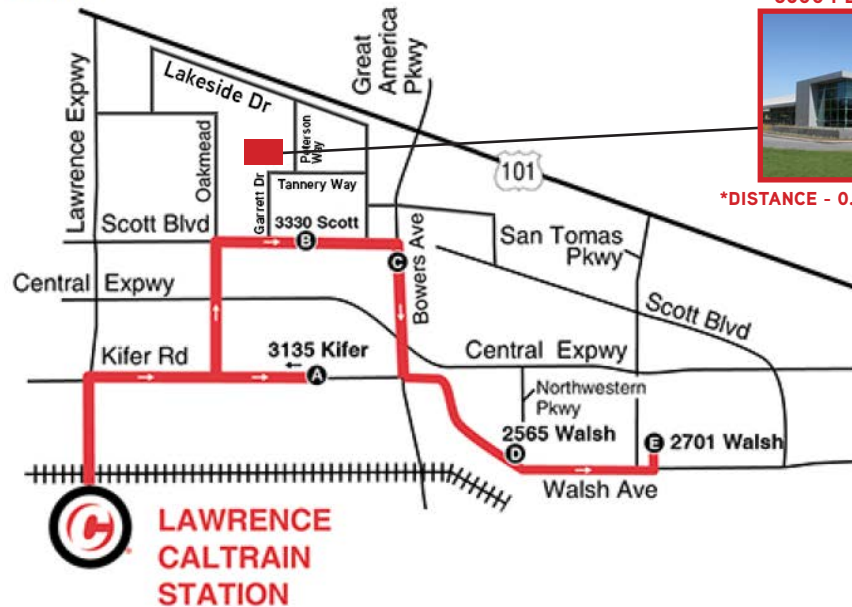 Great
America
Pkwy
Lawrence Expwy
Lakeside Dr
Oakmead
Peterson
Way
101
Garrett Dr
Tannery Way
*DISTANCE - 0.
Scott Blvd
3330 Scott
B
C
Bowers Ave
San Tomas
Pkwy
Central Expwy
Scott Blvd
Kifer Rd
3135 Kifer
A
Central Expwy
Northwestern
Pkwy
2565 Walsh
D
E
2701 Walsh
Walsh Ave
C
LAWRENCE
CALTRAIN
STATION